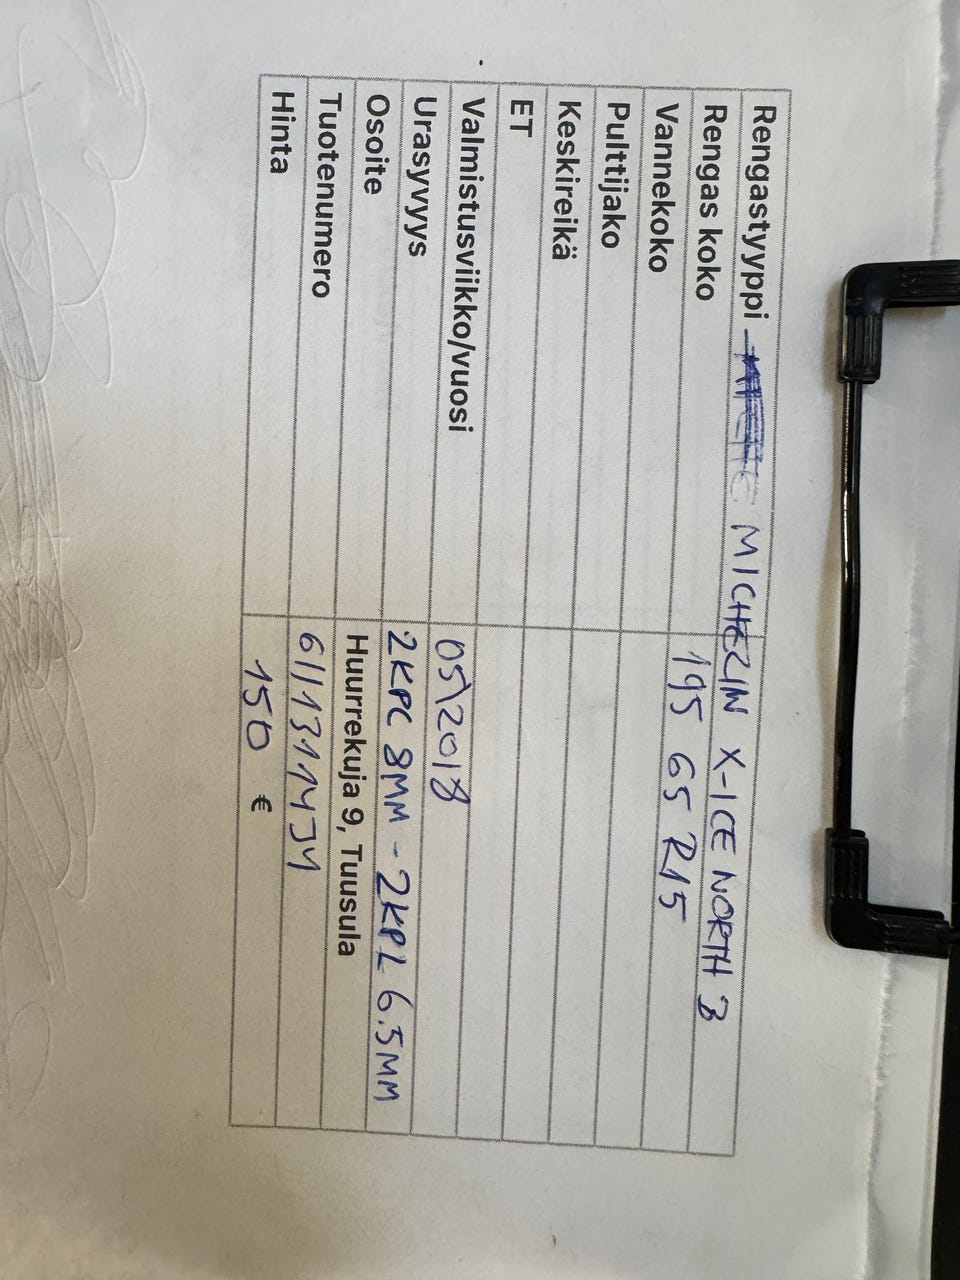 Rengastyyppi MICHELIN X-ICE NORTH 3
Rengas koko 195 65 R15
Vannekoko
Pulttijako
Keskireikä
ET
Valmistusviikko/vuosi 05\2018
Urasyvyys 2KPL 8MM - 2KPL 6.5MM
Osoite Huurrekuja 9, Tuusula
Tuotenumero
Hinta 150 €